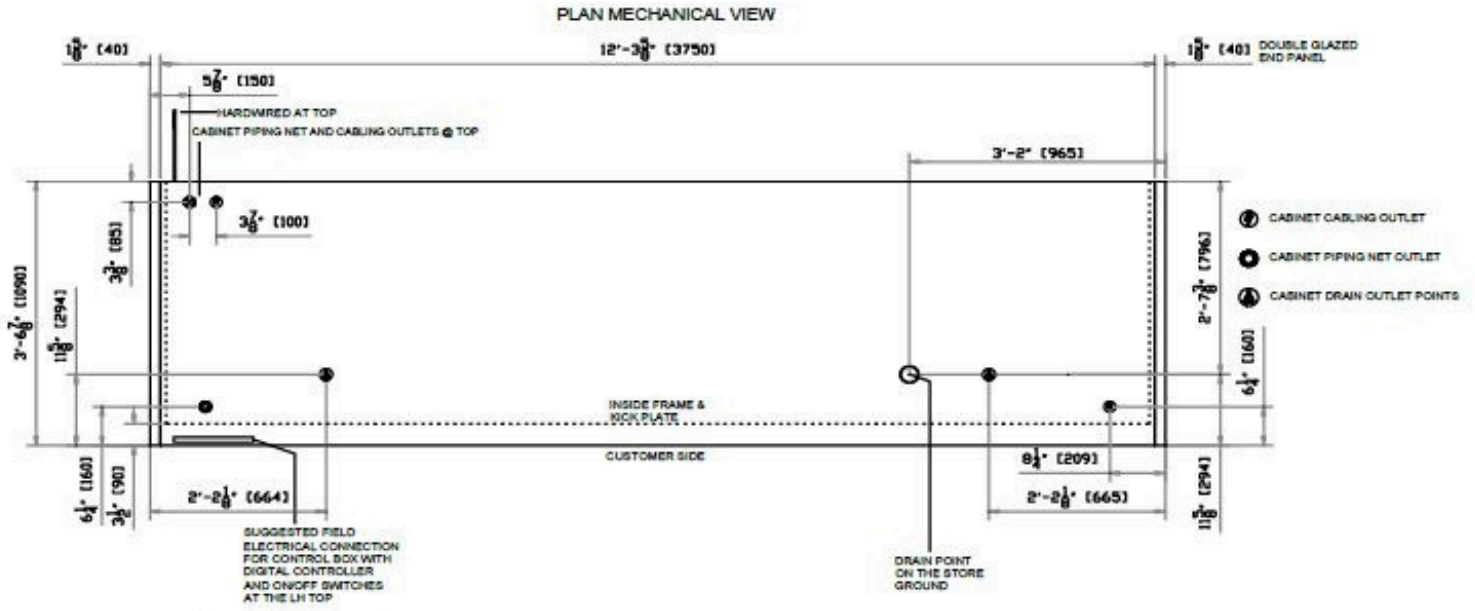 PLAN MECHANICAL VIEW
1⅝" [40]
12'-3⅝" [3750]
1⅝" [40]
DOUBLE GLAZED
END PANEL
5⅞" [150]
HARDWIRED AT TOP
CABINET PIPING NET AND CABLING OUTLETS @ TOP
3'-2" [965]
3⅞" [100]
3⅜" [85]
3'-6⅞" [1090]
11⅝" [294]
2'-7⅜" [796]
6¼" [160]
CABINET CABLING OUTLET
CABINET PIPING NET OUTLET
CABINET DRAIN OUTLET POINTS
INSIDE FRAME &
KICK PLATE
CUSTOMER SIDE
6¼" [160]
3½" [90]
2'-2⅛" [664]
8¼" [209]
2'-2⅛" [665]
11⅝" [294]
SUGGESTED FIELD
ELECTRICAL CONNECTION
FOR CONTROL BOX WITH
DIGITAL CONTROLLER
AND ON/OFF SWITCHES
AT THE LH TOP
DRAIN POINT
ON THE STORE
GROUND